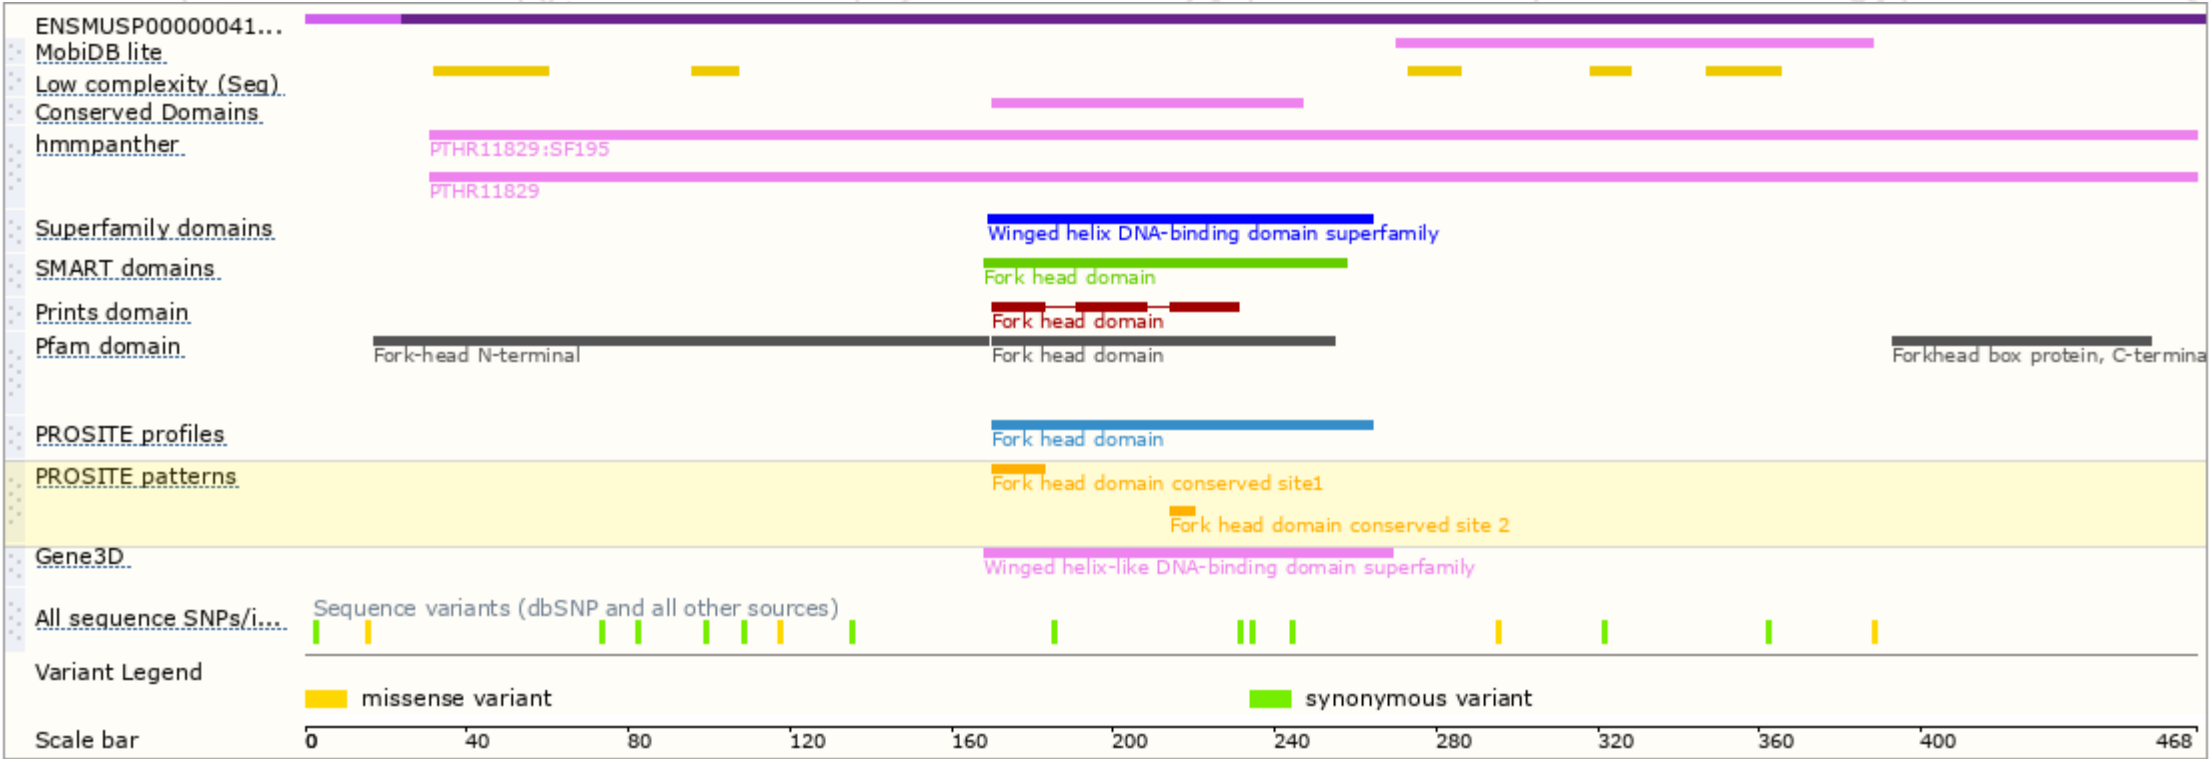 ENSMUSP00000041...
MobiDB lite
Low complexity (Seg)
Conserved Domains
hmmpanther
PTHR11829:SF195
PTHR11829
Superfamily domains
Winged helix DNA-binding domain superfamily
SMART domains
Fork head domain
Prints domain
Fork head domain
Pfam domain
Fork-head N-terminal Fork head domain Forkhead box protein, C-termina
PROSITE profiles
Fork head domain
PROSITE patterns
Fork head domain conserved site1
Fork head domain conserved site 2
Gene3D
Winged helix-like DNA-binding domain superfamily
Sequence variants (dbSNP and all other sources)
All sequence SNPs/i...
Variant Legend
missense variant synonymous variant
Scale bar 0 40 80 120 160 200 240 280 320 360 400 468